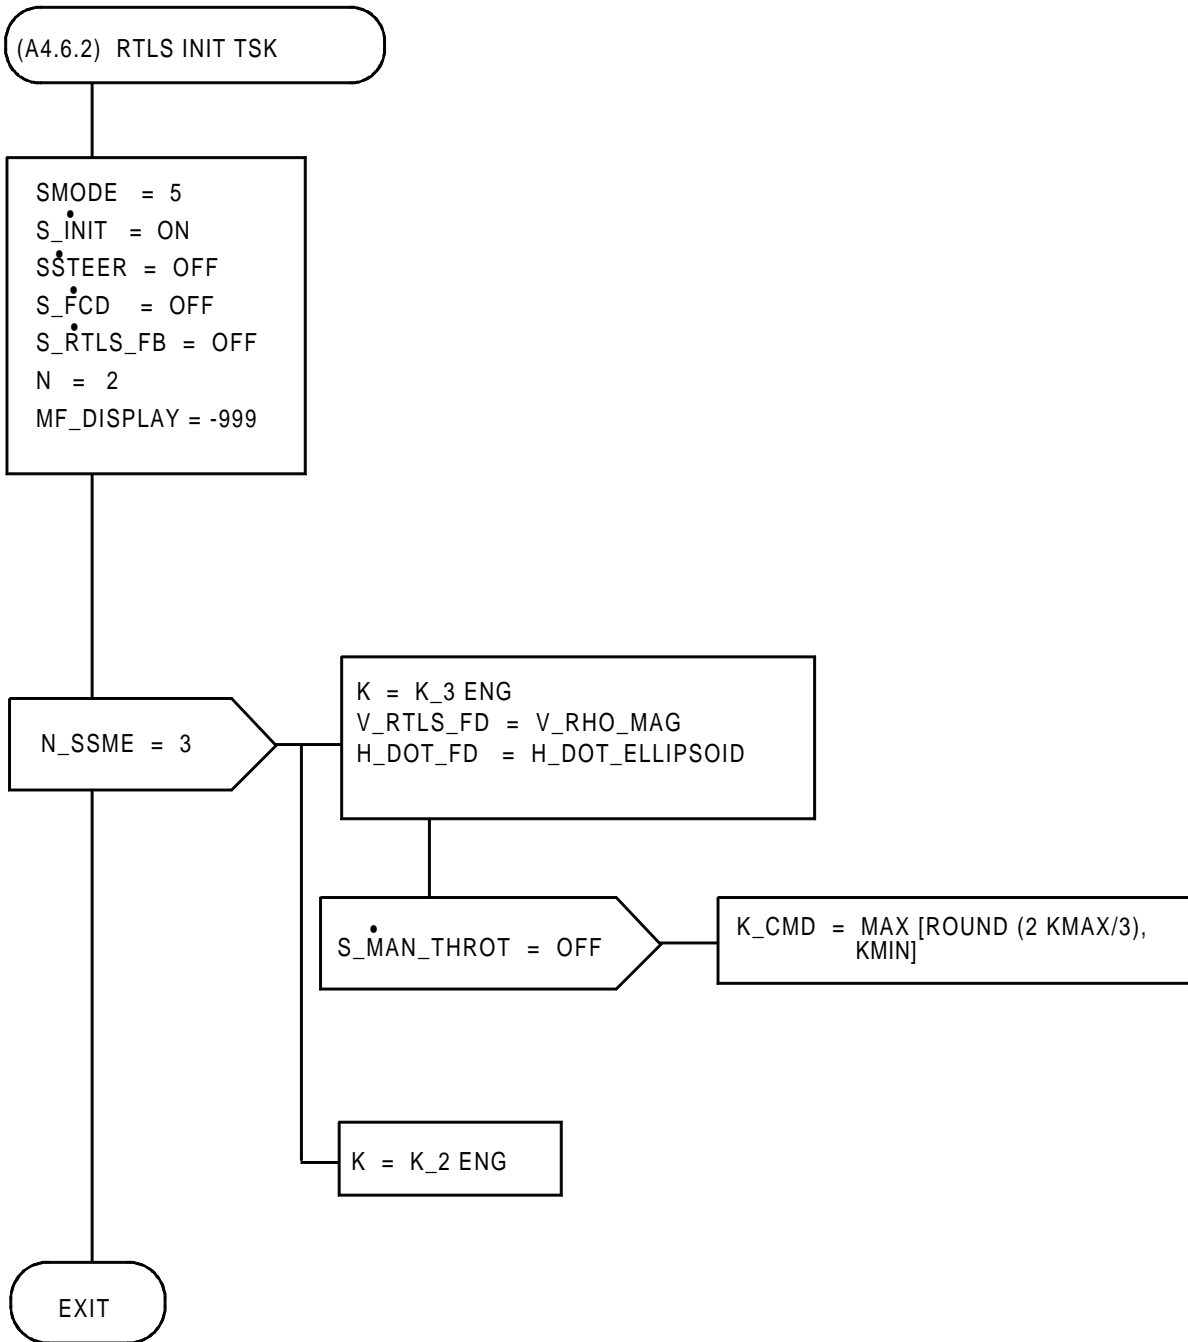 (A4.6.2) RTLS INIT TSK
SMODE = 5
S_INIT = ON
SSTEER = OFF
S_FCD = OFF
S_RTLS_FB = OFF
N = 2
MF_DISPLAY = -999
N_SSME = 3
K = K_3 ENG
V_RTLS_FD = V_RHO_MAG
H_DOT_FD = H_DOT_ELLIPSOID
S_MAN_THROT = OFF
K_CMD = MAX [ROUND (2 KMAX/3),
KMIN]
K = K_2 ENG
EXIT